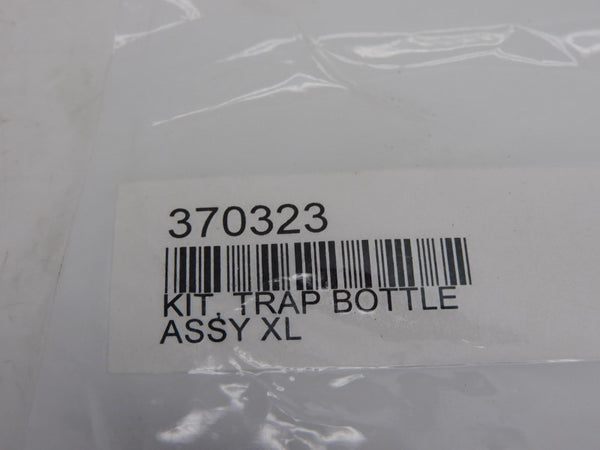 370323
KIT, TRAP BOTTLE
ASSY XL